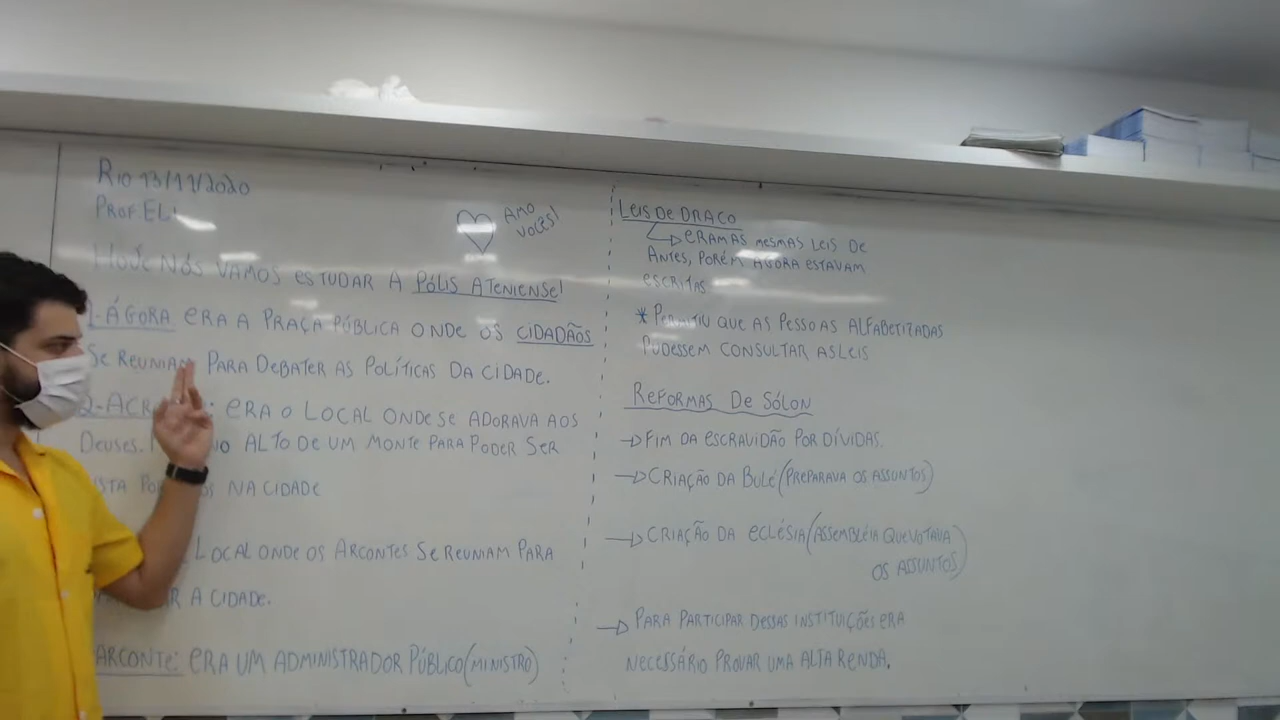 RIO 13/11/2020
PROF. ELI
AMO
VOCÊS!
HOJE NÓS VAMOS ESTUDAR A PÓLIS ATENIENSE!
1-ÁGORA ERA A PRAÇA PÚBLICA ONDE OS CIDADÃOS
SE REUNIAM PARA DEBATER AS POLÍTICAS DA CIDADE.
2-ACR : ERA O LOCAL ONDE SE ADORAVA AOS
DEUSES. NO ALTO DE UM MONTE PARA PODER SER
NA CIDADE
LOCAL ONDE OS ARCONTES SE REUNIAM PARA
A CIDADE.
ARCONTE: ERA UM ADMINISTRADOR PÚBLICO (MINISTRO)
LEIS DE DRACO
ERAM AS MESMAS LEIS DE
ANTES, PORÉM AGORA ESTAVAM
ESCRITAS
* PERMITIU QUE AS PESSOAS ALFABETIZADAS
PUDESSEM CONSULTAR AS LEIS
REFORMAS DE SÓLON
→ FIM DA ESCRAVIDÃO POR DÍVIDAS.
→ CRIAÇÃO DA BULÉ (PREPARAVA OS ASSUNTOS)
→ CRIAÇÃO DA ECLÉSIA (ASSEMBLÉIA QUE VOTAVA
OS ASSUNTOS)
→ PARA PARTICIPAR DESSAS INSTITUIÇÕES ERA
NECESSÁRIO PROVAR UMA ALTA RENDA.